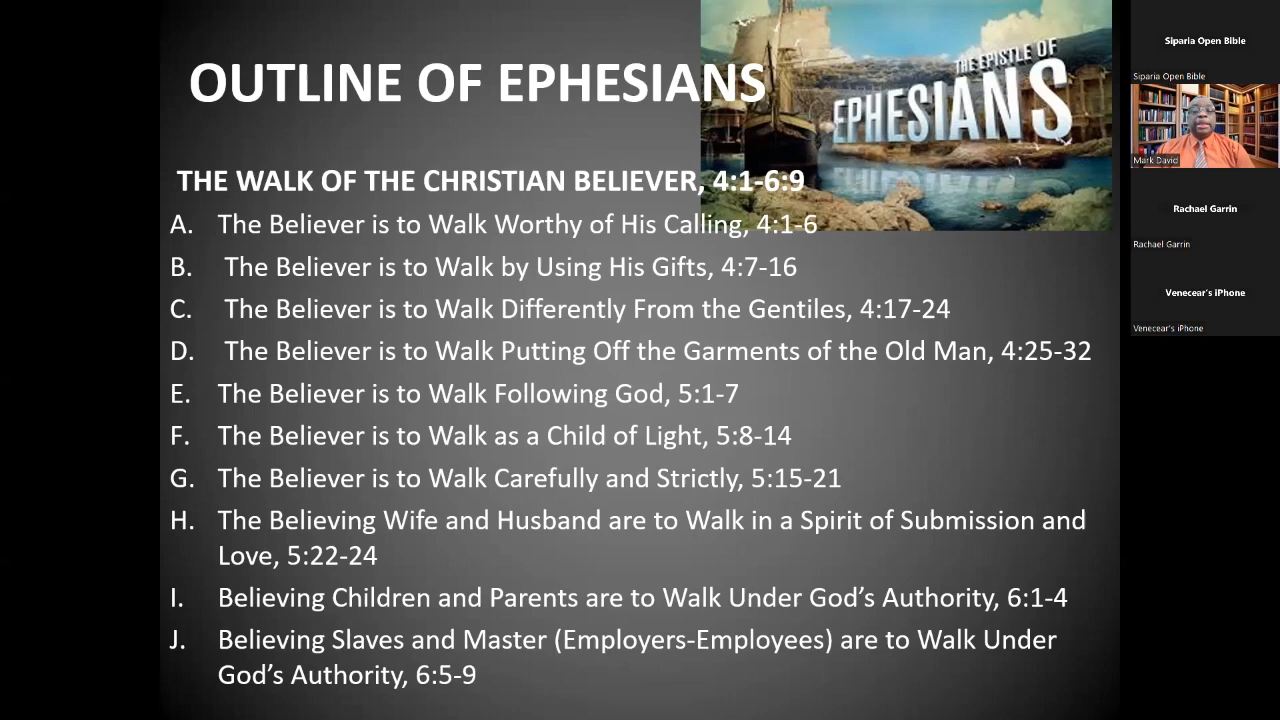 OUTLINE OF EPHESIANS
THE EPISTLE OF
EPHESIANS
THE WALK OF THE CHRISTIAN BELIEVER, 4:1-6:9
A. The Believer is to Walk Worthy of His Calling, 4:1-6
B. The Believer is to Walk by Using His Gifts, 4:7-16
C. The Believer is to Walk Differently From the Gentiles, 4:17-24
D. The Believer is to Walk Putting Off the Garments of the Old Man, 4:25-32
E. The Believer is to Walk Following God, 5:1-7
F. The Believer is to Walk as a Child of Light, 5:8-14
G. The Believer is to Walk Carefully and Strictly, 5:15-21
H. The Believing Wife and Husband are to Walk in a Spirit of Submission and
Love, 5:22-24
I. Believing Children and Parents are to Walk Under God’s Authority, 6:1-4
J. Believing Slaves and Master (Employers-Employees) are to Walk Under
God’s Authority, 6:5-9
Siparia Open Bible
Siparia Open Bible
Mark David
Rachael Garrin
Rachael Garrin
Venecear's iPhone
Venecear's iPhone